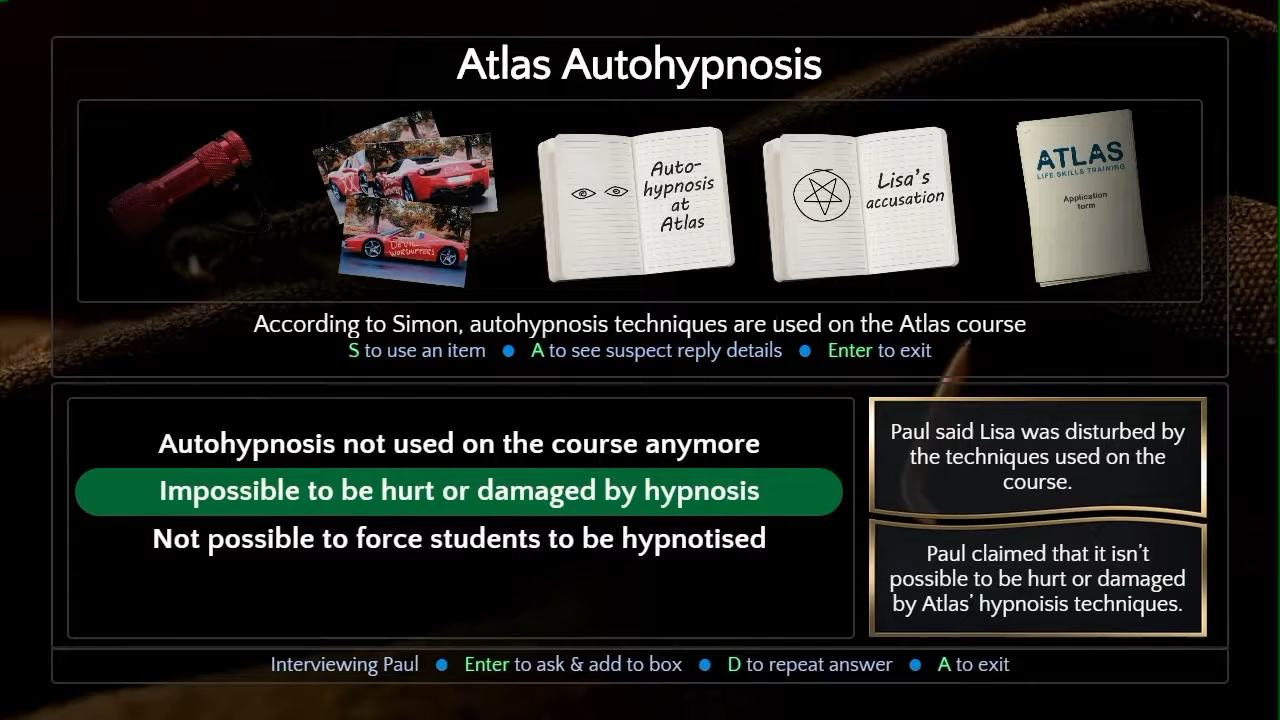 Atlas Autohypnosis
DEVIL
WORSHIPPERS
Auto-
hypnosis
at
Atlas
Lisa's
accusation
ATLAS
LIFE SKILLS TRAINING
Application
form
According to Simon, autohypnosis techniques are used on the Atlas course
S to use an item ● A to see suspect reply details ● Enter to exit
Autohypnosis not used on the course anymore
Impossible to be hurt or damaged by hypnosis
Not possible to force students to be hypnotised
Paul said Lisa was disturbed by
the techniques used on the
course.
Paul claimed that it isn't
possible to be hurt or damaged
by Atlas' hypnoisis techniques.
Interviewing Paul ● Enter to ask & add to box ● D to repeat answer ● A to exit